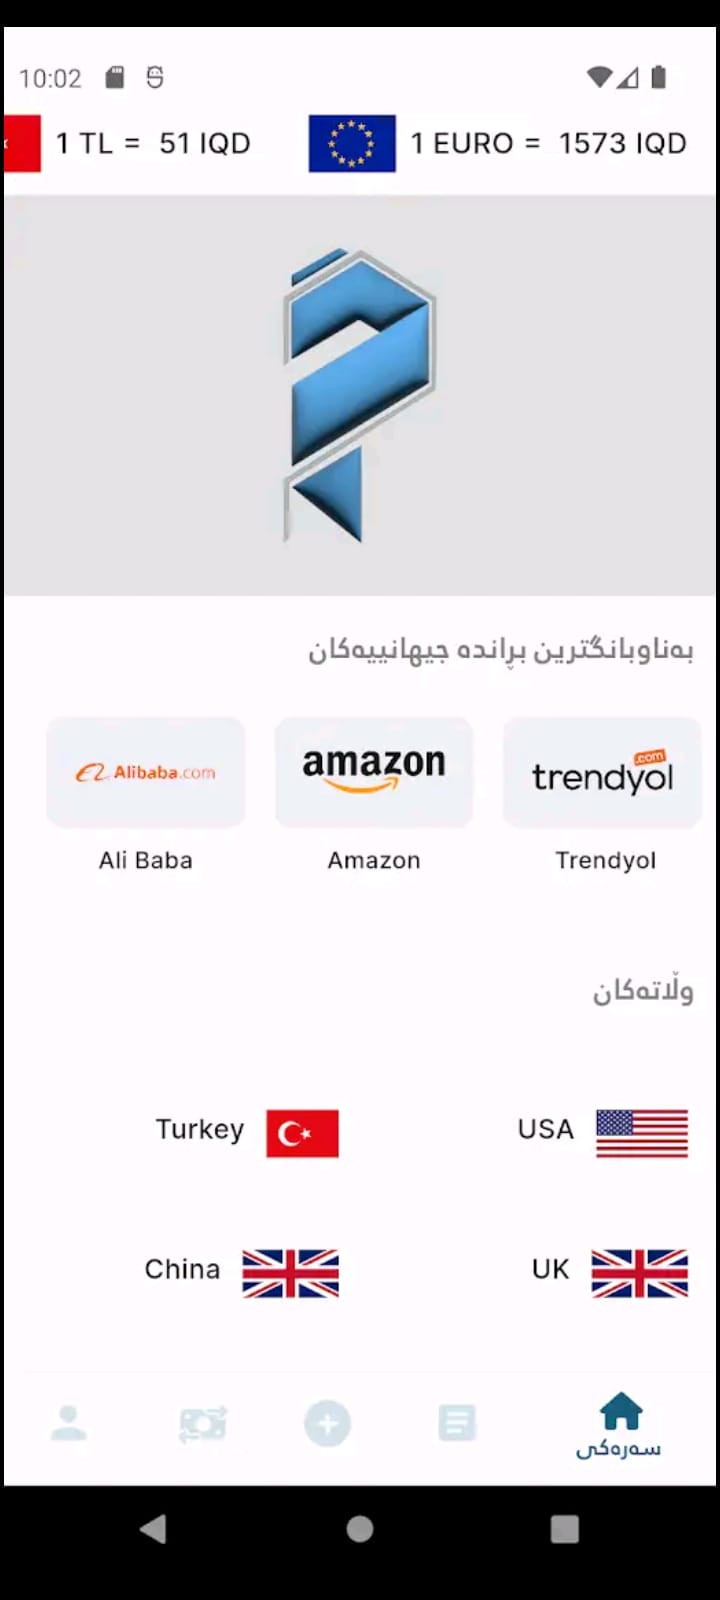 10:02
1 TL = 51 IQD
1 EURO = 1573 IQD
بەناوبانگترین بڕاندە جیهانییەکان
trendyol .com
amazon
Alibaba.com
Trendyol
Amazon
Ali Baba
وڵاتەکان
USA
Turkey
UK
China
سەرەکی